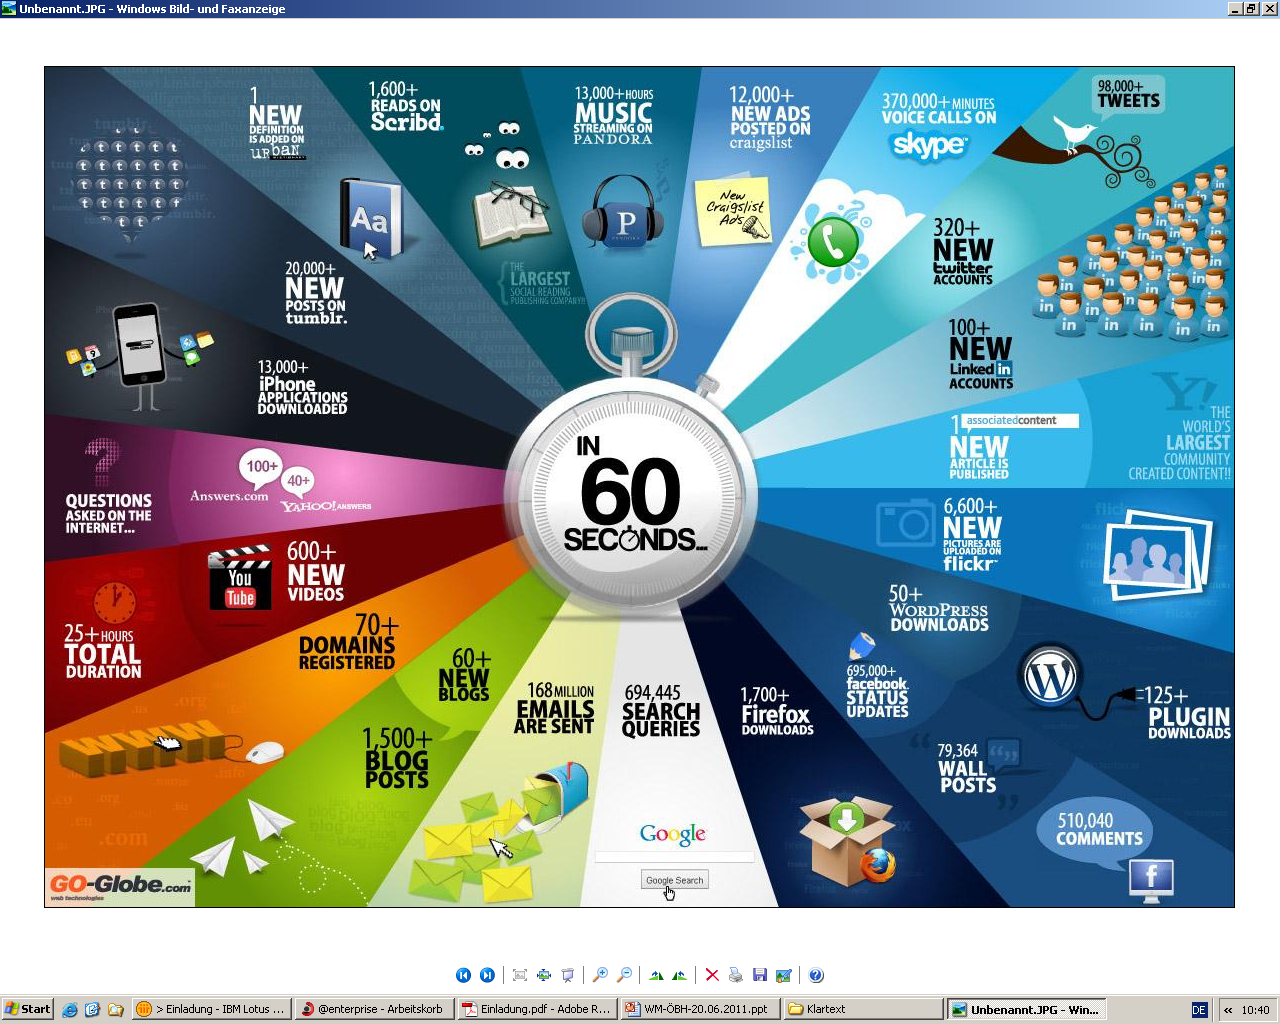 Unbenannt.JPG - Windows Bild- und Faxanzeige
1
NEW
DEFINITION
IS ADDED ON
urban
DICTIONARY
1,600+
READS ON
Scribd.
THE
LARGEST
SOCIAL READING
PUBLISHING COMPANY!!
13,000+HOURS
MUSIC
STREAMING ON
PANDORA
12,000+
NEW ADS
POSTED ON
craigslist
New
Craigslist
Ads
370,000+MINUTES
VOICE CALLS ON
skype
98,000+
TWEETS
320+
NEW
twitter
ACCOUNTS
100+
NEW
Linked in
ACCOUNTS
1 associatedcontent
NEW
ARTICLE IS
PUBLISHED
Y!
THE
WORLD'S
LARGEST
COMMUNITY
CREATED CONTENT!!
6,600+
NEW
PICTURES ARE
UPLOADED ON
flickr
50+
WORDPRESS
DOWNLOADS
125+
PLUGIN
DOWNLOADS
695,000+
facebook
STATUS
UPDATES
79,364
WALL
POSTS
510,040
COMMENTS
1,700+
Firefox
DOWNLOADS
694,445
SEARCH
QUERIES
Google
Google Search
168 MILLION
EMAILS
ARE SENT
60+
NEW
BLOGS
1,500+
BLOG
POSTS
70+
DOMAINS
REGISTERED
WWW
.com
600+
NEW
VIDEOS
You
Tube
25+HOURS
TOTAL
DURATION
QUESTIONS
ASKED ON THE
INTERNET...
100+
Answers.com
40+
YAHOO! ANSWERS
13,000+
iPhone
APPLICATIONS
DOWNLOADED
20,000+
NEW
POSTS ON
tumblr.
Aa
IN
60
SECONDS...
GO-Globe.com
web technologies
Start
> Einladung - IBM Lotus ...
@enterprise - Arbeitskorb
Einladung.pdf - Adobe R...
WM-ÖBH-20.06.2011.ppt
Klartext
Unbenannt.JPG - Win...
DE
10:40